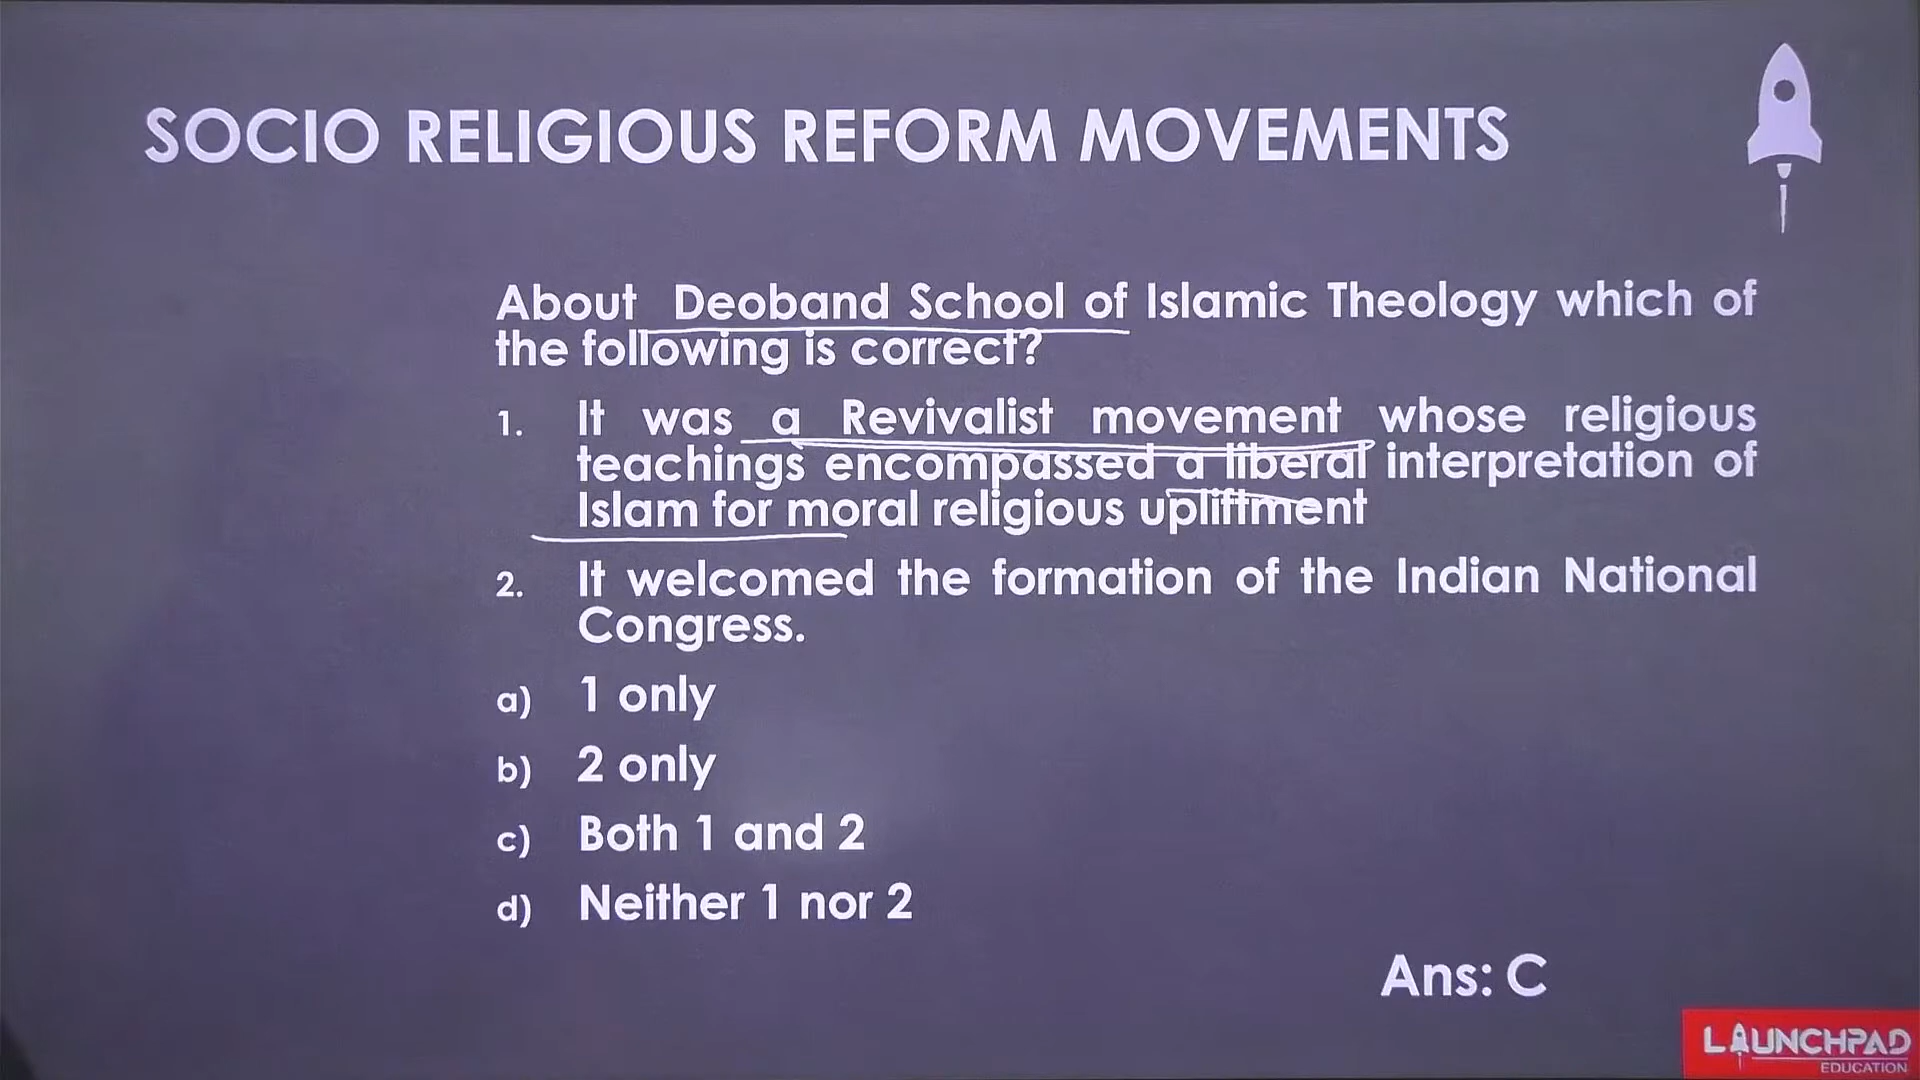 SOCIO RELIGIOUS REFORM MOVEMENTS
About Deoband School of Islamic Theology which of
the following is correct?
1. It was a Revivalist movement whose religious
teachings encompassed a liberal interpretation of
Islam for moral religious upliftment
2. It welcomed the formation of the Indian National
Congress.
a) 1 only
b) 2 only
c) Both 1 and 2
d) Neither 1 nor 2
Ans: C
LAUNCHPAD
EDUCATION